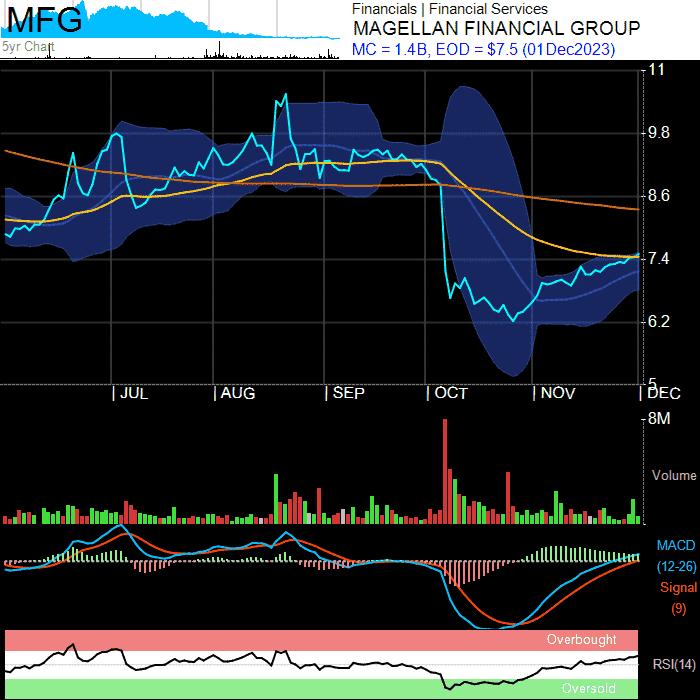 MFG
5yr Chart
Financials | Financial Services
MAGELLAN FINANCIAL GROUP
MC = 1.4B, EOD = $7.5 (01Dec2023)
11
9.8
8.6
7.4
6.2
5
| JUL | AUG | SEP | OCT | NOV | DEC
8M
Volume
MACD
(12-26)
Signal
(9)
Overbought
RSI(14)
Oversold